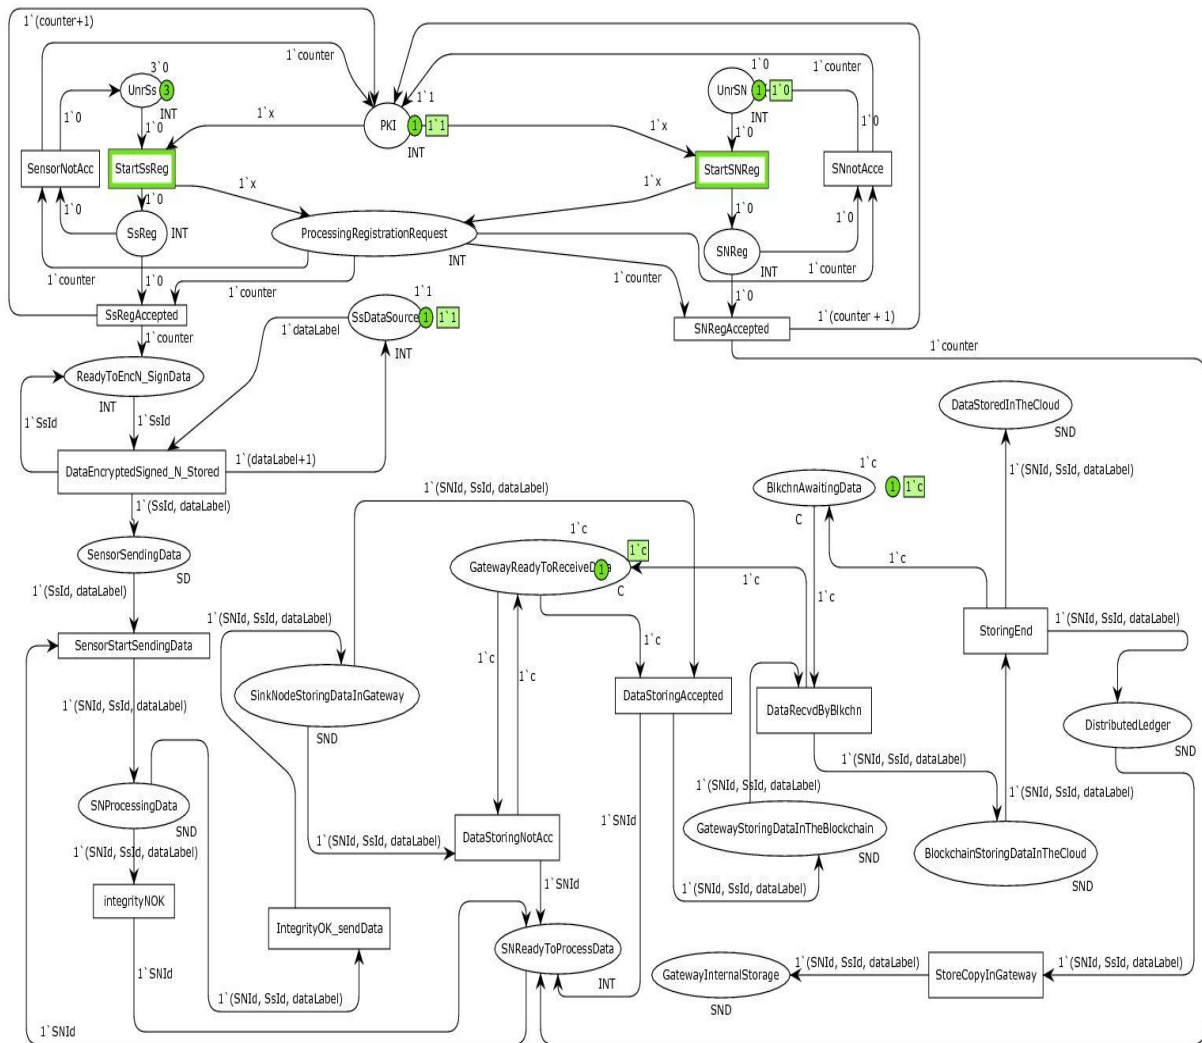 1`(counter+1)
1`counter
3`0
UnrSs
3
INT
1`0
1`0
1`1
PKI
1
1`1
INT
1`x
1`x
1`0
UnrSN
1
1`0
INT
1`counter
1`0
1`0
SensorNotAcc
StartSsReg
StartSNReg
SNnotAcce
1`0
1`0
1`x
1`x
1`0
1`0
SsReg
INT
ProcessingRegistrationRequest
INT
SNReg
INT
1`counter
1`0
1`counter
1`counter
1`0
1`counter
SsRegAccepted
1`counter
1`1
SsDataSource
1
1`1
INT
1`dataLabel
SNRegAccepted
1`(counter + 1)
1`counter
ReadyToEncN_SignData
INT
1`SsId
1`SsId
DataEncryptedSigned_N_Stored
1`(dataLabel+1)
1`(SsId, dataLabel)
DataStoredInTheCloud
SND
1`(SNId, SsId, dataLabel)
1`c
BlkchnAwaitingData
1
1`c
C
1`(SNId, SsId, dataLabel)
SensorSendingData
SD
1`c
GatewayReadyToReceiveData
1
1`c
C
1`c
1`c
1`c
1`(SsId, dataLabel)
SensorStartSendingData
1`(SNId, SsId, dataLabel)
1`c
1`c
1`c
StoringEnd
1`(SNId, SsId, dataLabel)
SinkNodeStoringDataInGateway
SND
DataStoringAccepted
DataRecvdByBlkchn
DistributedLedger
SND
1`(SNId, SsId, dataLabel)
1`(SNId, SsId, dataLabel)
SNProcessingData
SND
1`(SNId, SsId, dataLabel)
1`(SNId, SsId, dataLabel)
1`(SNId, SsId, dataLabel)
DataStoringNotAcc
1`SNId
GatewayStoringDataInTheBlockchain
SND
BlockchainStoringDataInTheCloud
SND
1`(SNId, SsId, dataLabel)
1`(SNId, SsId, dataLabel)
integrityNOK
1`SNId
1`(SNId, SsId, dataLabel)
IntegrityOK_sendData
1`SNId
SNReadyToProcessData
INT
1`(SNId, SsId, dataLabel)
GatewayInternalStorage
SND
1`(SNId, SsId, dataLabel)
StoreCopyInGateway
1`(SNId, SsId, dataLabel)
1`SNId